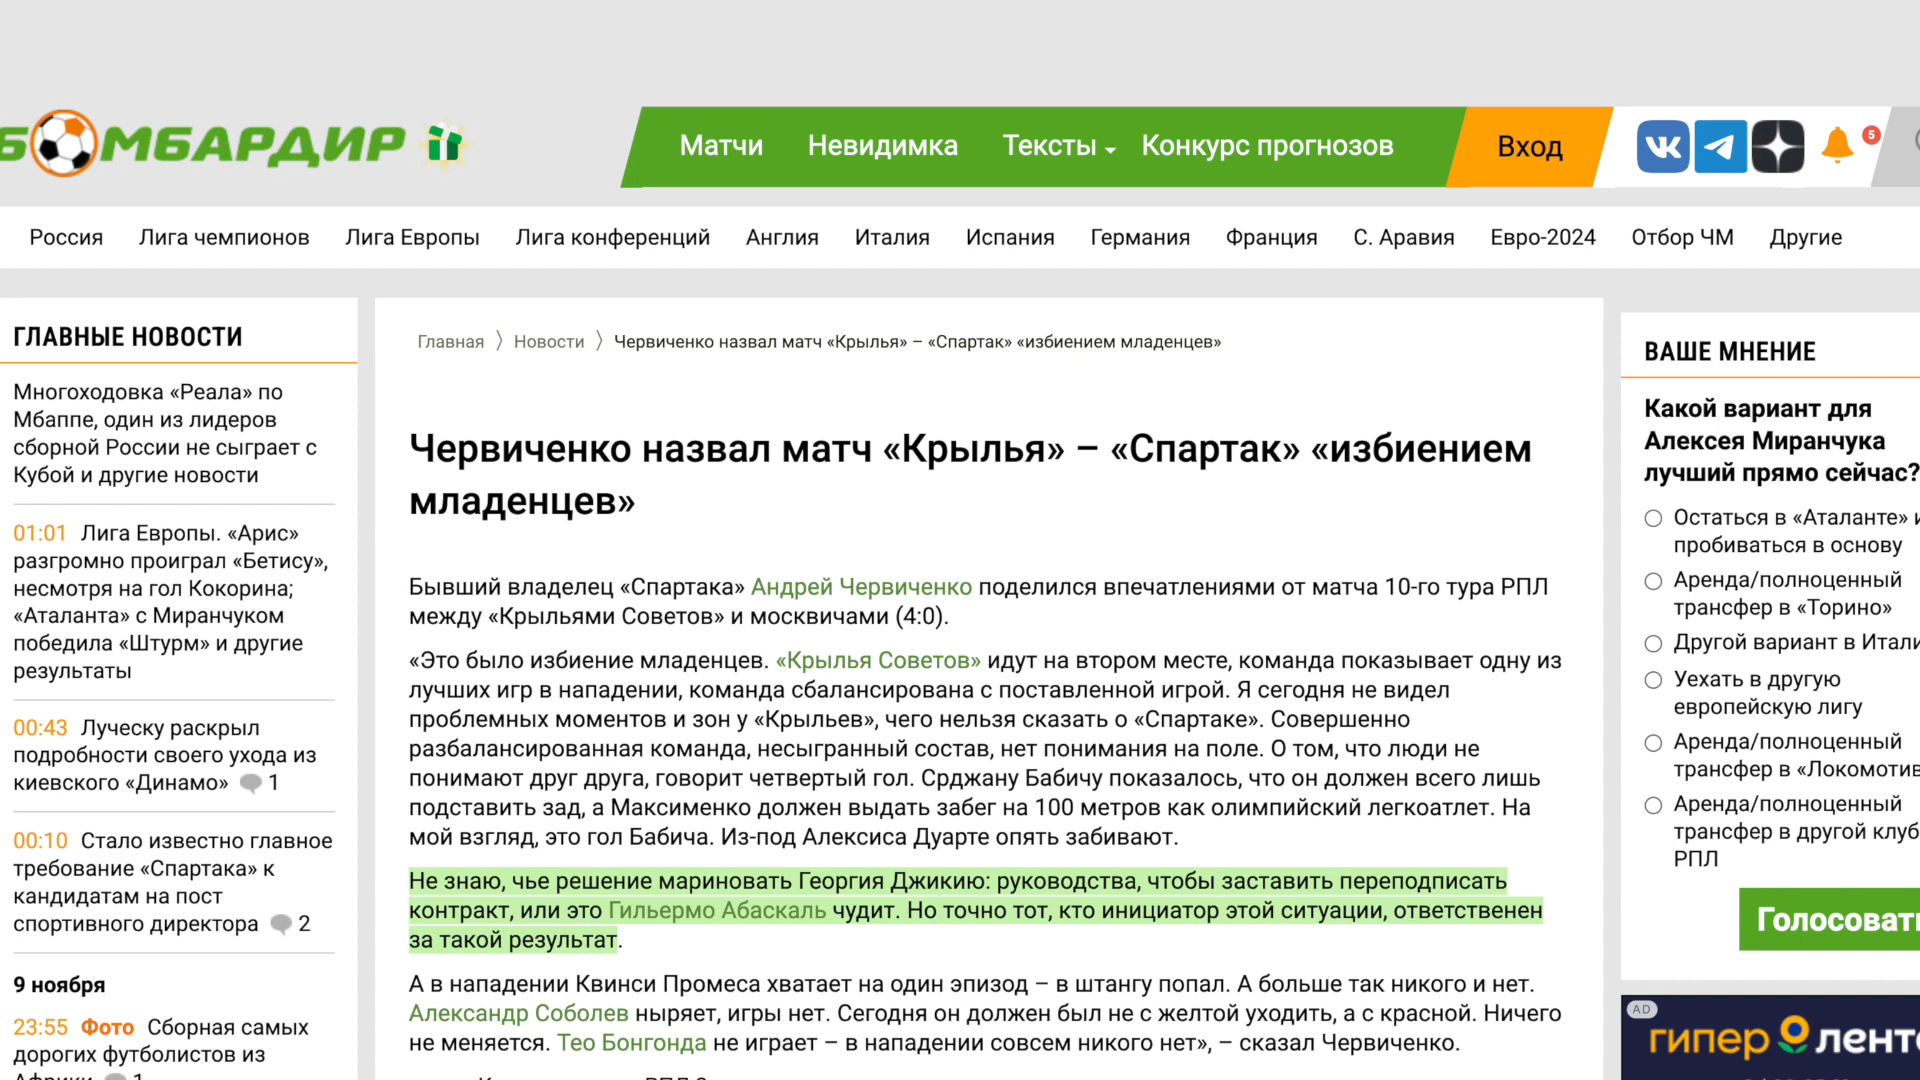 БОМБАРДИР
Матчи Невидимка Тексты Конкурс прогнозов Вход
5
Россия Лига чемпионов Лига Европы Лига конференций Англия Италия Испания Германия Франция С. Аравия Евро-2024 Отбор ЧМ Другие
ГЛАВНЫЕ НОВОСТИ
Многоходовка «Реала» по
Мбаппе, один из лидеров
сборной России не сыграет с
Кубой и другие новости
01:01 Лига Европы. «Арис»
разгромно проиграл «Бетису»,
несмотря на гол Кокорина;
«Аталанта» с Миранчуком
победила «Штурм» и другие
результаты
00:43 Луческу раскрыл
подробности своего ухода из
киевского «Динамо» 1
00:10 Стало известно главное
требование «Спартака» к
кандидатам на пост
спортивного директора 2
9 ноября
23:55 Фото Сборная самых
дорогих футболистов из
Африки 1
Главная 〉 Новости 〉 Червиченко назвал матч «Крылья» – «Спартак» «избиением младенцев»
Червиченко назвал матч «Крылья» – «Спартак» «избиением
младенцев»
Бывший владелец «Спартака» Андрей Червиченко поделился впечатлениями от матча 10-го тура РПЛ
между «Крыльями Советов» и москвичами (4:0).
«Это было избиение младенцев. «Крылья Советов» идут на втором месте, команда показывает одну из
лучших игр в нападении, команда сбалансирована с поставленной игрой. Я сегодня не видел
проблемных моментов и зон у «Крыльев», чего нельзя сказать о «Спартаке». Совершенно
разбалансированная команда, несыгранный состав, нет понимания на поле. О том, что люди не
понимают друг друга, говорит четвертый гол. Срджану Бабичу показалось, что он должен всего лишь
подставить зад, а Максименко должен выдать забег на 100 метров как олимпийский легкоатлет. На
мой взгляд, это гол Бабича. Из-под Алексиса Дуарте опять забивают.
Не знаю, чье решение мариновать Георгия Джикию: руководства, чтобы заставить переподписать
контракт, или это Гильермо Абаскаль чудит. Но точно тот, кто инициатор этой ситуации, ответственен
за такой результат.
А в нападении Квинси Промеса хватает на один эпизод – в штангу попал. А больше так никого и нет.
Александр Соболев ныряет, игры нет. Сегодня он должен был не с желтой уходить, а с красной. Ничего
не меняется. Тео Бонгонда не играет – в нападении совсем никого нет», – сказал Червиченко.
ВАШЕ МНЕНИЕ
Какой вариант для
Алексея Миранчука
лучший прямо сейчас?
Остаться в «Аталанте» и
пробиваться в основу
Аренда/полноценный
трансфер в «Торино»
Другой вариант в Итали
Уехать в другую
европейскую лигу
Аренда/полноценный
трансфер в «Локомотив
Аренда/полноценный
трансфер в другой клуб
РПЛ
Голосовать
AD
гипер лента